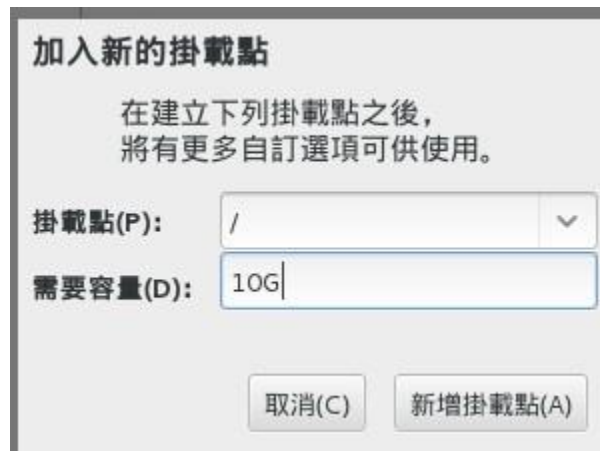 加入新的掛載點
在建立下列掛載點之後，
將有更多自訂選項可供使用。
掛載點(P): /
需要容量(D): 10G
取消(C) 新增掛載點(A)